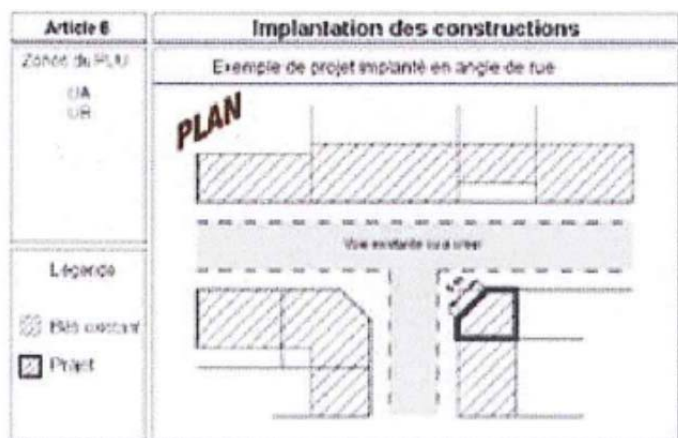 Article 6
Implantation des constructions
Zones du PLU
UA
UB
Exemple de projet implanté en angle de rue
PLAN
Voie existante ou à créer
Légende
Bâti existant
Projet